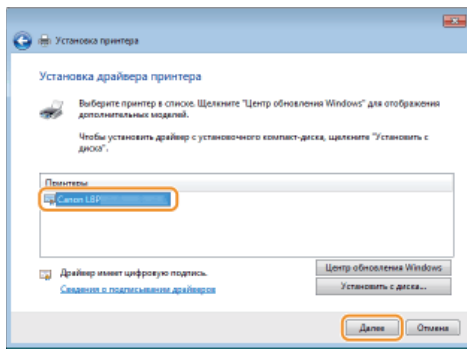 Установка принтера
Установка драйвера принтера
Выберите принтер в списке. Щелкните "Центр обновления Windows" для отображения
дополнительных моделей.
Чтобы установить драйвер с установочного компакт-диска, щелкните "Установить с
диска".
Принтеры
Canon LBP
Драйвер имеет цифровую подпись.
Сведения о подписывании драйверов
Центр обновления Windows
Установить с диска...
Далее
Отмена